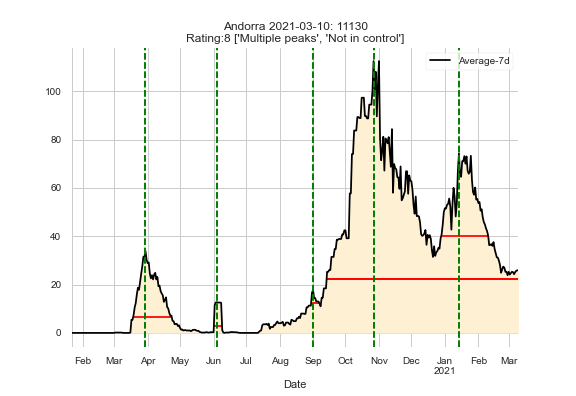 Andorra 2021-03-10: 11130
Rating:8 ['Multiple peaks', 'Not in control']
Average-7d
100
80
60
40
20
0
Feb Mar Apr May Jun Jul Aug Sep Oct Nov Dec Jan Feb Mar
2021
Date